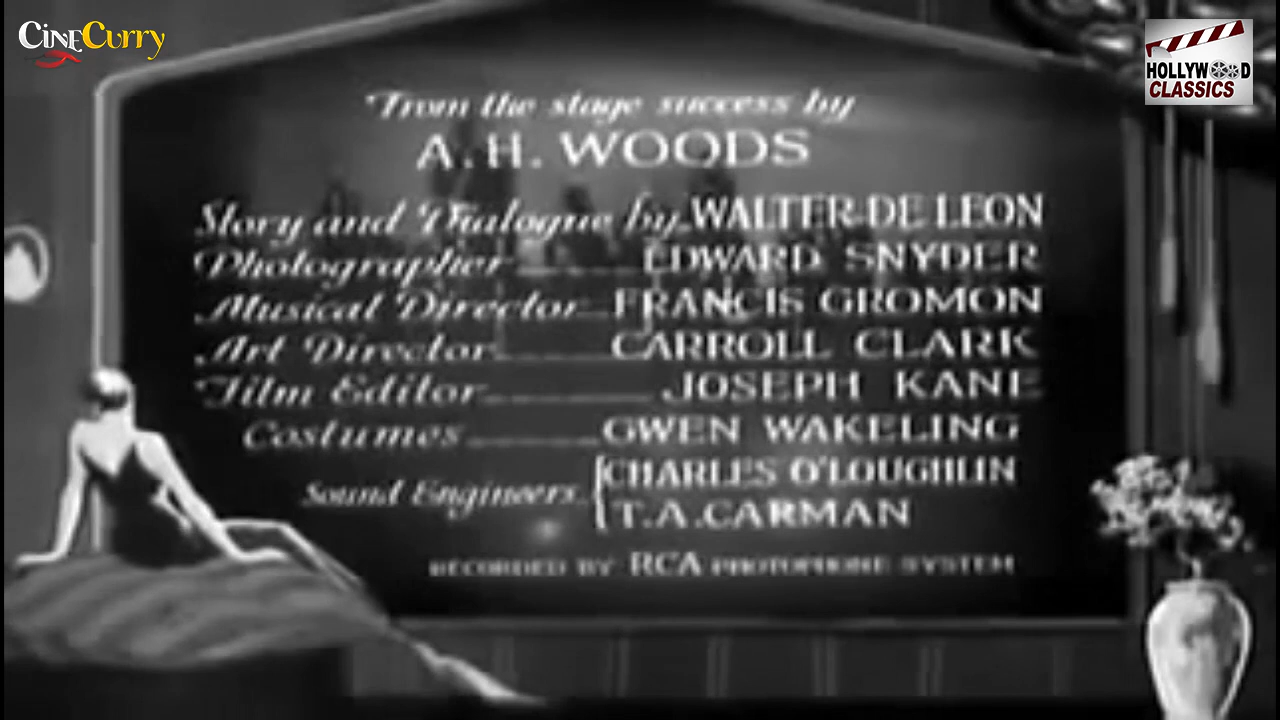 CINECURRY
HOLLYWOOD
CLASSICS
From the stage success by
A.H. WOODS
Story and Dialogue by WALTER DE LEON
Photographer EDWARD SNYDER
Musical Director FRANCIS GROMON
Art Director CARROLL CLARK
Film Editor JOSEPH KANE
Costumes GWEN WAKELING
Sound Engineers CHARLES O'LOUGHLIN
T.A.CARMAN
RECORDED BY RCA PHOTOPHONE SYSTEM